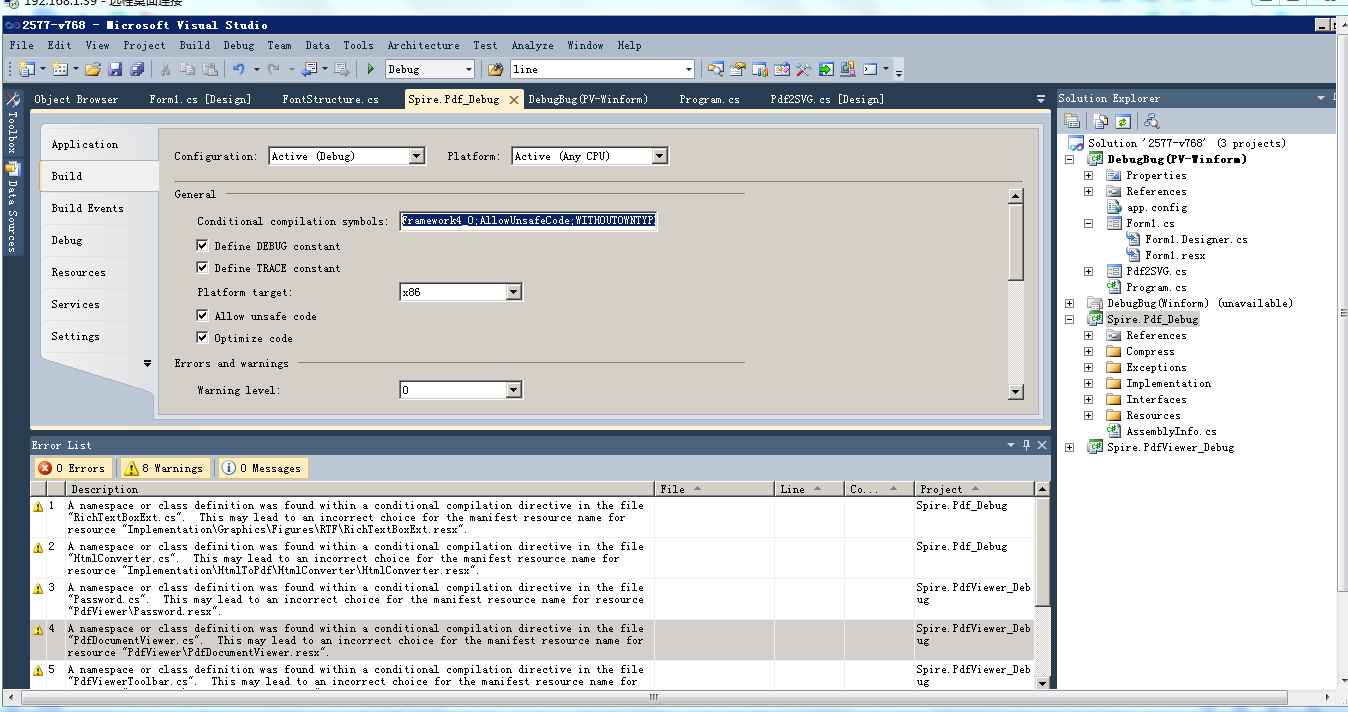 192.168.1.39 - 远程桌面连接
2577-v768 - Microsoft Visual Studio
File Edit View Project Build Debug Team Data Tools Architecture Test Analyze Window Help
Debug line
Object Browser Form1.cs [Design] FontStructure.cs Spire.Pdf_Debug DebugBug(PV-Winform) Program.cs Pdf2SVG.cs [Design]
Toolbox
Data Sources
Application
Build
Build Events
Debug
Resources
Services
Settings
Configuration: Active (Debug) Platform: Active (Any CPU)
General
Conditional compilation symbols: framework4_0;AllowUnsafeCode;WITHOUTOWNTYP
Define DEBUG constant
Define TRACE constant
Platform target: x86
Allow unsafe code
Optimize code
Errors and warnings
Warning level: 0
Solution Explorer
Solution '2577-v768' (3 projects)
DebugBug(PV-Winform)
Properties
References
app.config
Form1.cs
Form1.Designer.cs
Form1.resx
Pdf2SVG.cs
Program.cs
DebugBug(Winform) (unavailable)
Spire.Pdf_Debug
References
Compress
Exceptions
Implementation
Interfaces
Resources
AssemblyInfo.cs
Spire.PdfViewer_Debug
Error List
0 Errors 8 Warnings 0 Messages
Description File Line Co... Project
1 A namespace or class definition was found within a conditional compilation directive in the file Spire.Pdf_Debug
"RichTextBoxExt.cs". This may lead to an incorrect choice for the manifest resource name for
resource "Implementation\Graphics\Figures\RTF\RichTextBoxExt.resx".
2 A namespace or class definition was found within a conditional compilation directive in the file Spire.Pdf_Debug
"HtmlConverter.cs". This may lead to an incorrect choice for the manifest resource name for
resource "Implementation\HtmlToPdf\HtmlConverter\HtmlConverter.resx".
3 A namespace or class definition was found within a conditional compilation directive in the file Spire.PdfViewer_Deb
"Password.cs". This may lead to an incorrect choice for the manifest resource name for resource ug
"PdfViewer\Password.resx".
4 A namespace or class definition was found within a conditional compilation directive in the file Spire.PdfViewer_Deb
"PdfDocumentViewer.cs". This may lead to an incorrect choice for the manifest resource name for ug
resource "PdfViewer\PdfDocumentViewer.resx".
5 A namespace or class definition was found within a conditional compilation directive in the file Spire.PdfViewer_Deb
"PdfViewerToolbar.cs". This may lead to an incorrect choice for the manifest resource name for ug